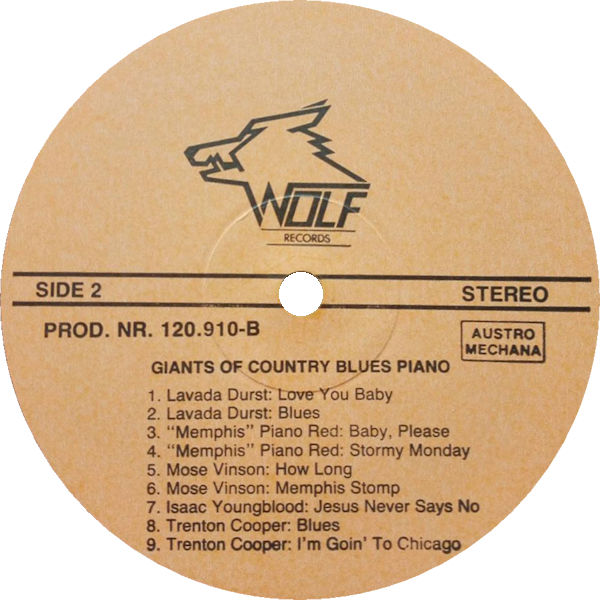 WOLF
RECORDS
SIDE 2
STEREO
PROD. NR. 120.910-B
AUSTRO
MECHANA
GIANTS OF COUNTRY BLUES PIANO
1. Lavada Durst: Love You Baby
2. Lavada Durst: Blues
3. “Memphis” Piano Red: Baby, Please
4. “Memphis” Piano Red: Stormy Monday
5. Mose Vinson: How Long
6. Mose Vinson: Memphis Stomp
7. Isaac Youngblood: Jesus Never Says No
8. Trenton Cooper: Blues
9. Trenton Cooper: I'm Goin' To Chicago